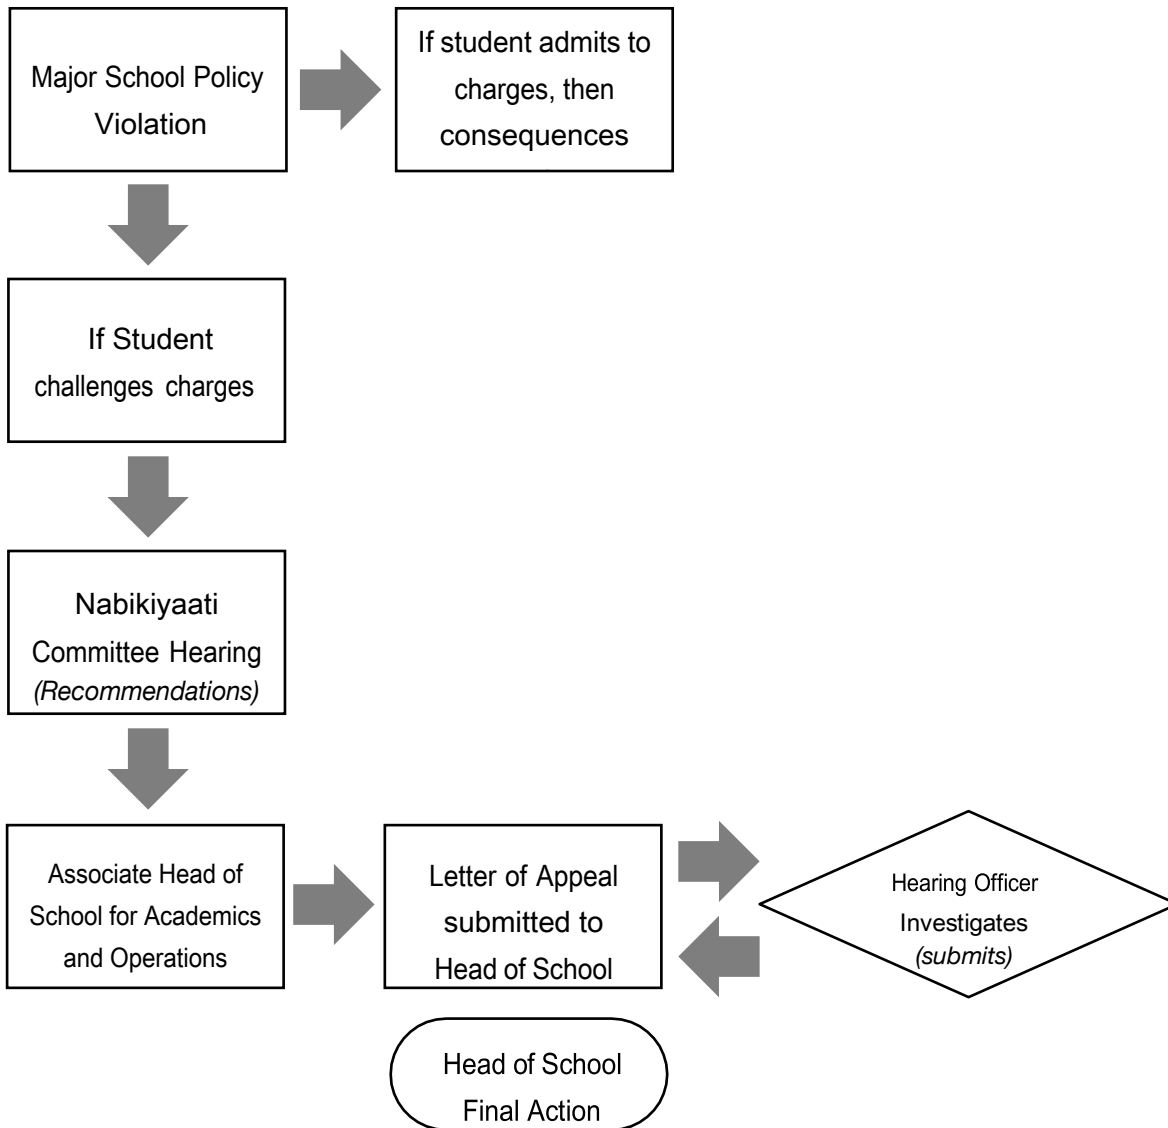 Major School Policy
Violation
If student admits to
charges, then
consequences
If Student
challenges charges
Nabikiyaati
Committee Hearing
(Recommendations)
Associate Head of
School for Academics
and Operations
Letter of Appeal
submitted to
Head of School
Hearing Officer
Investigates
(submits)
Head of School
Final Action